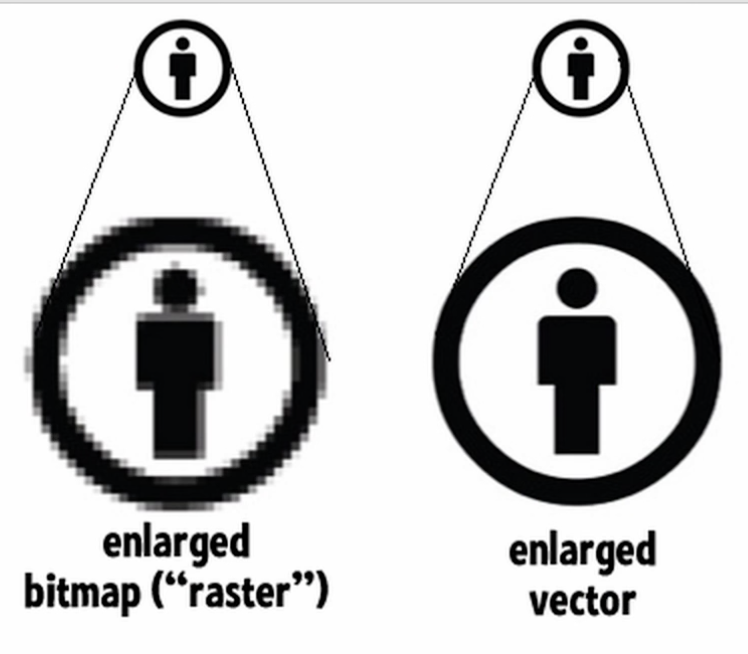 enlarged
bitmap (“raster”)
enlarged
vector